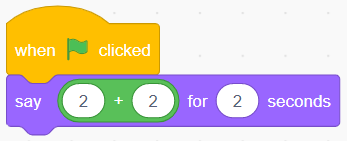 when clicked
say 2 + 2 for 2 seconds